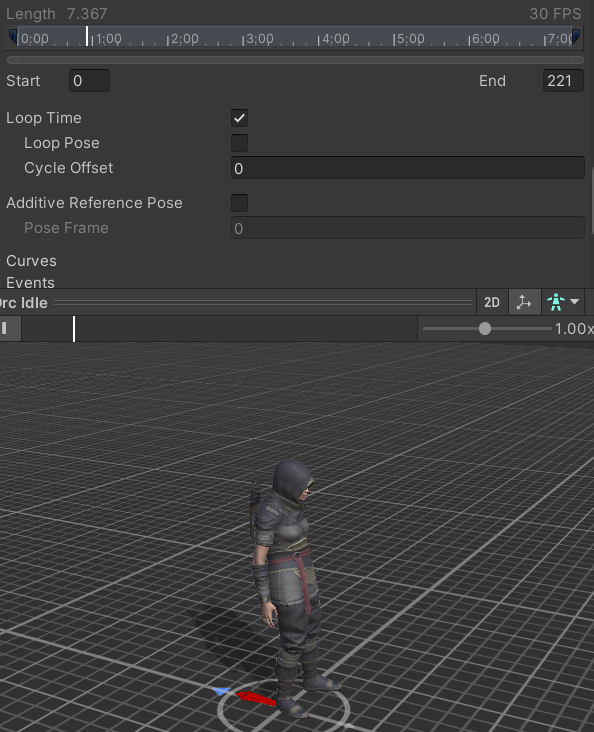 Length 7.367 30 FPS
0:00 1:00 2:00 3:00 4:00 5:00 6:00 7:00
Start 0 End 221
Loop Time
Loop Pose
Cycle Offset 0
Additive Reference Pose
Pose Frame 0
Curves
Events
rc Idle 2D
1.00x